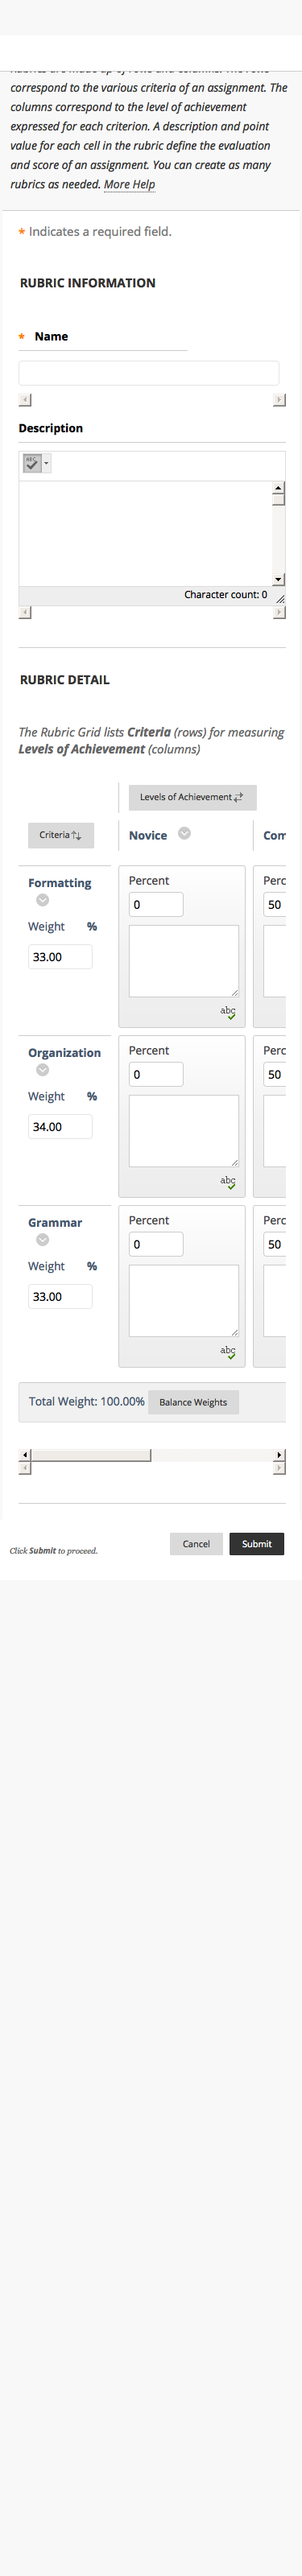 correspond to the various criteria of an assignment. The
columns correspond to the level of achievement
expressed for each criterion. A description and point
value for each cell in the rubric define the evaluation
and score of an assignment. You can create as many
rubrics as needed. More Help
* Indicates a required field.
RUBRIC INFORMATION
* Name
Description
ABC
Character count: 0
RUBRIC DETAIL
The Rubric Grid lists Criteria (rows) for measuring
Levels of Achievement (columns)
Levels of Achievement
Criteria
Novice
Com
Formatting
Weight %
33.00
Percent
0
abc
Perc
50
Organization
Weight %
34.00
Percent
0
abc
Perc
50
Grammar
Weight %
33.00
Percent
0
abc
Perc
50
Total Weight: 100.00% Balance Weights
Click Submit to proceed.
Cancel
Submit